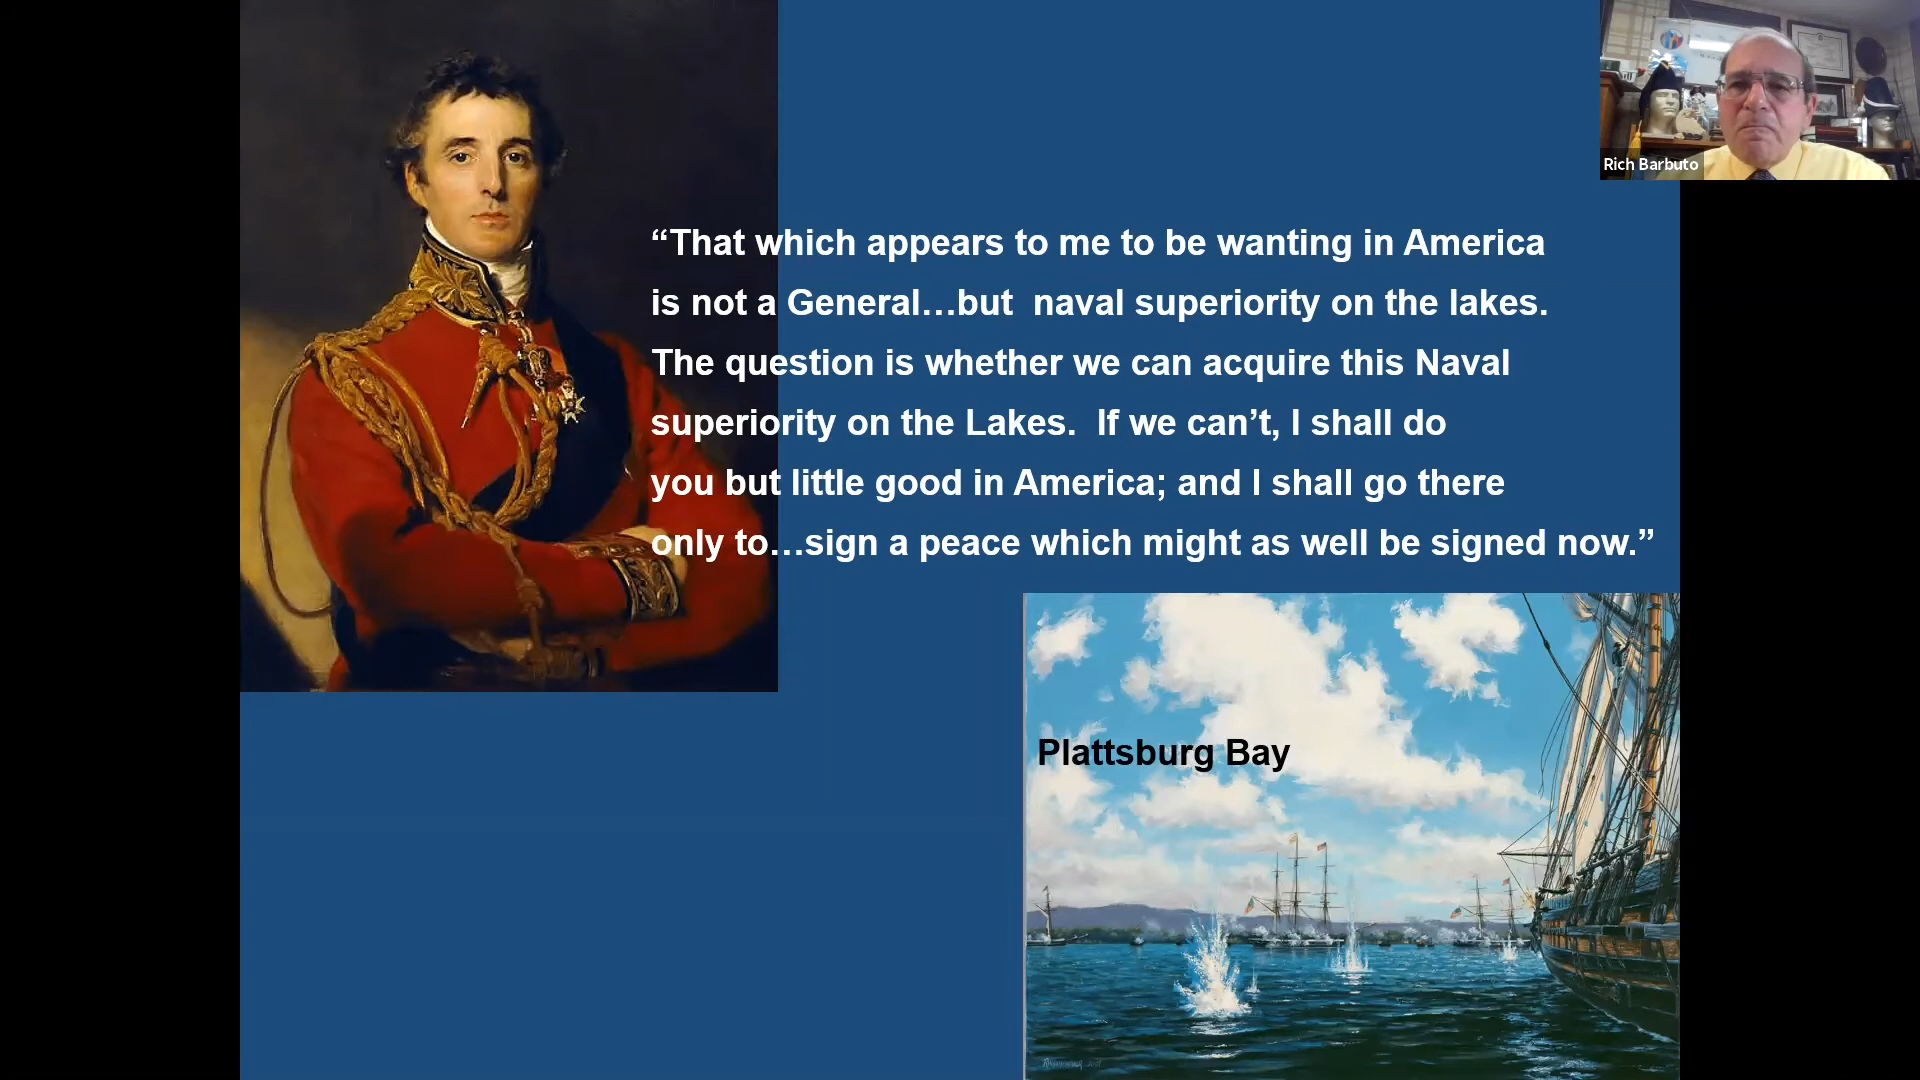 Rich Barbuto
“That which appears to me to be wanting in America
is not a General…but  naval superiority on the lakes.
The question is whether we can acquire this Naval
superiority on the Lakes.  If we can’t, I shall do
you but little good in America; and I shall go there
only to…sign a peace which might as well be signed now.”
Plattsburg Bay